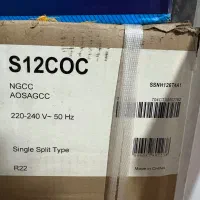 S12COC
NGCC
AOSAGCC
220-240 V~ 50 Hz
Single Split Type
R22